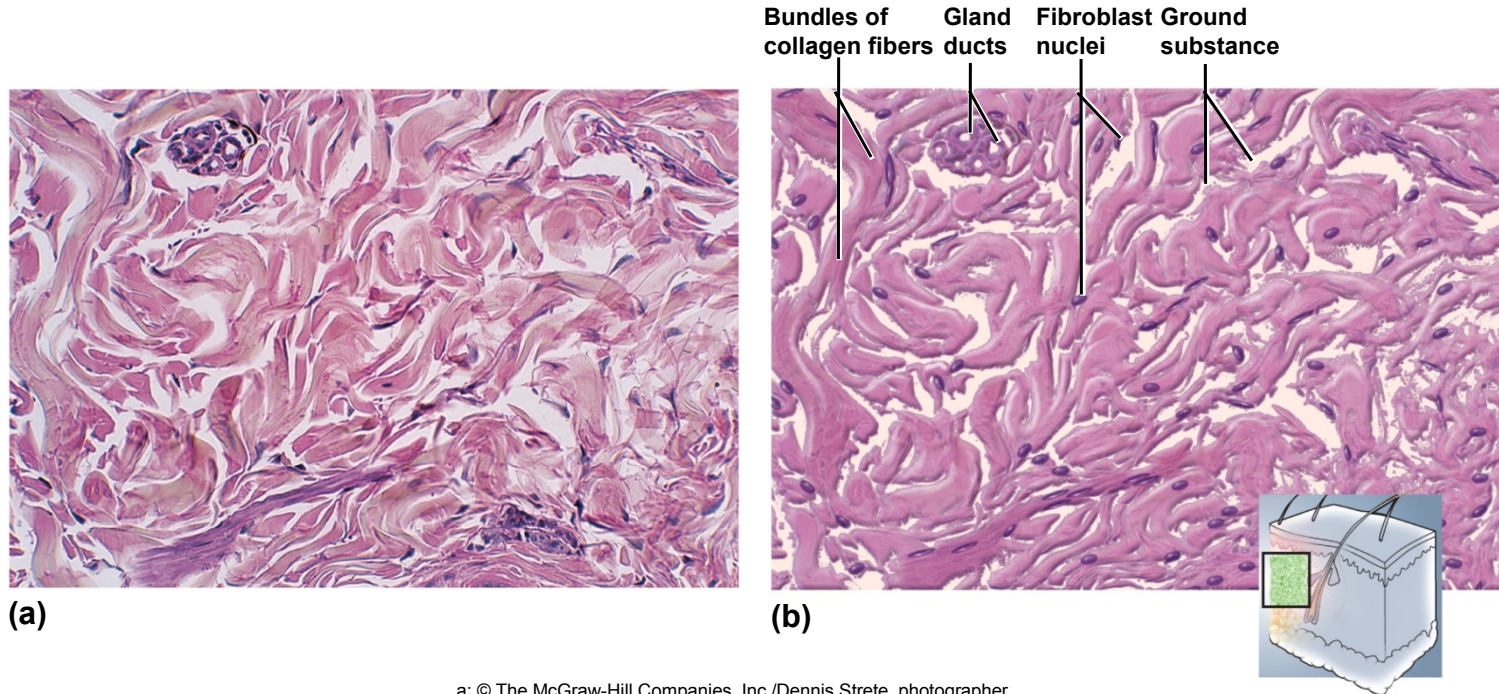 Bundles of
collagen fibers
Gland
ducts
Fibroblast
nuclei
Ground
substance
(a)
(b)
a: © The McGraw-Hill Companies, Inc./Dennis Strete, photographer